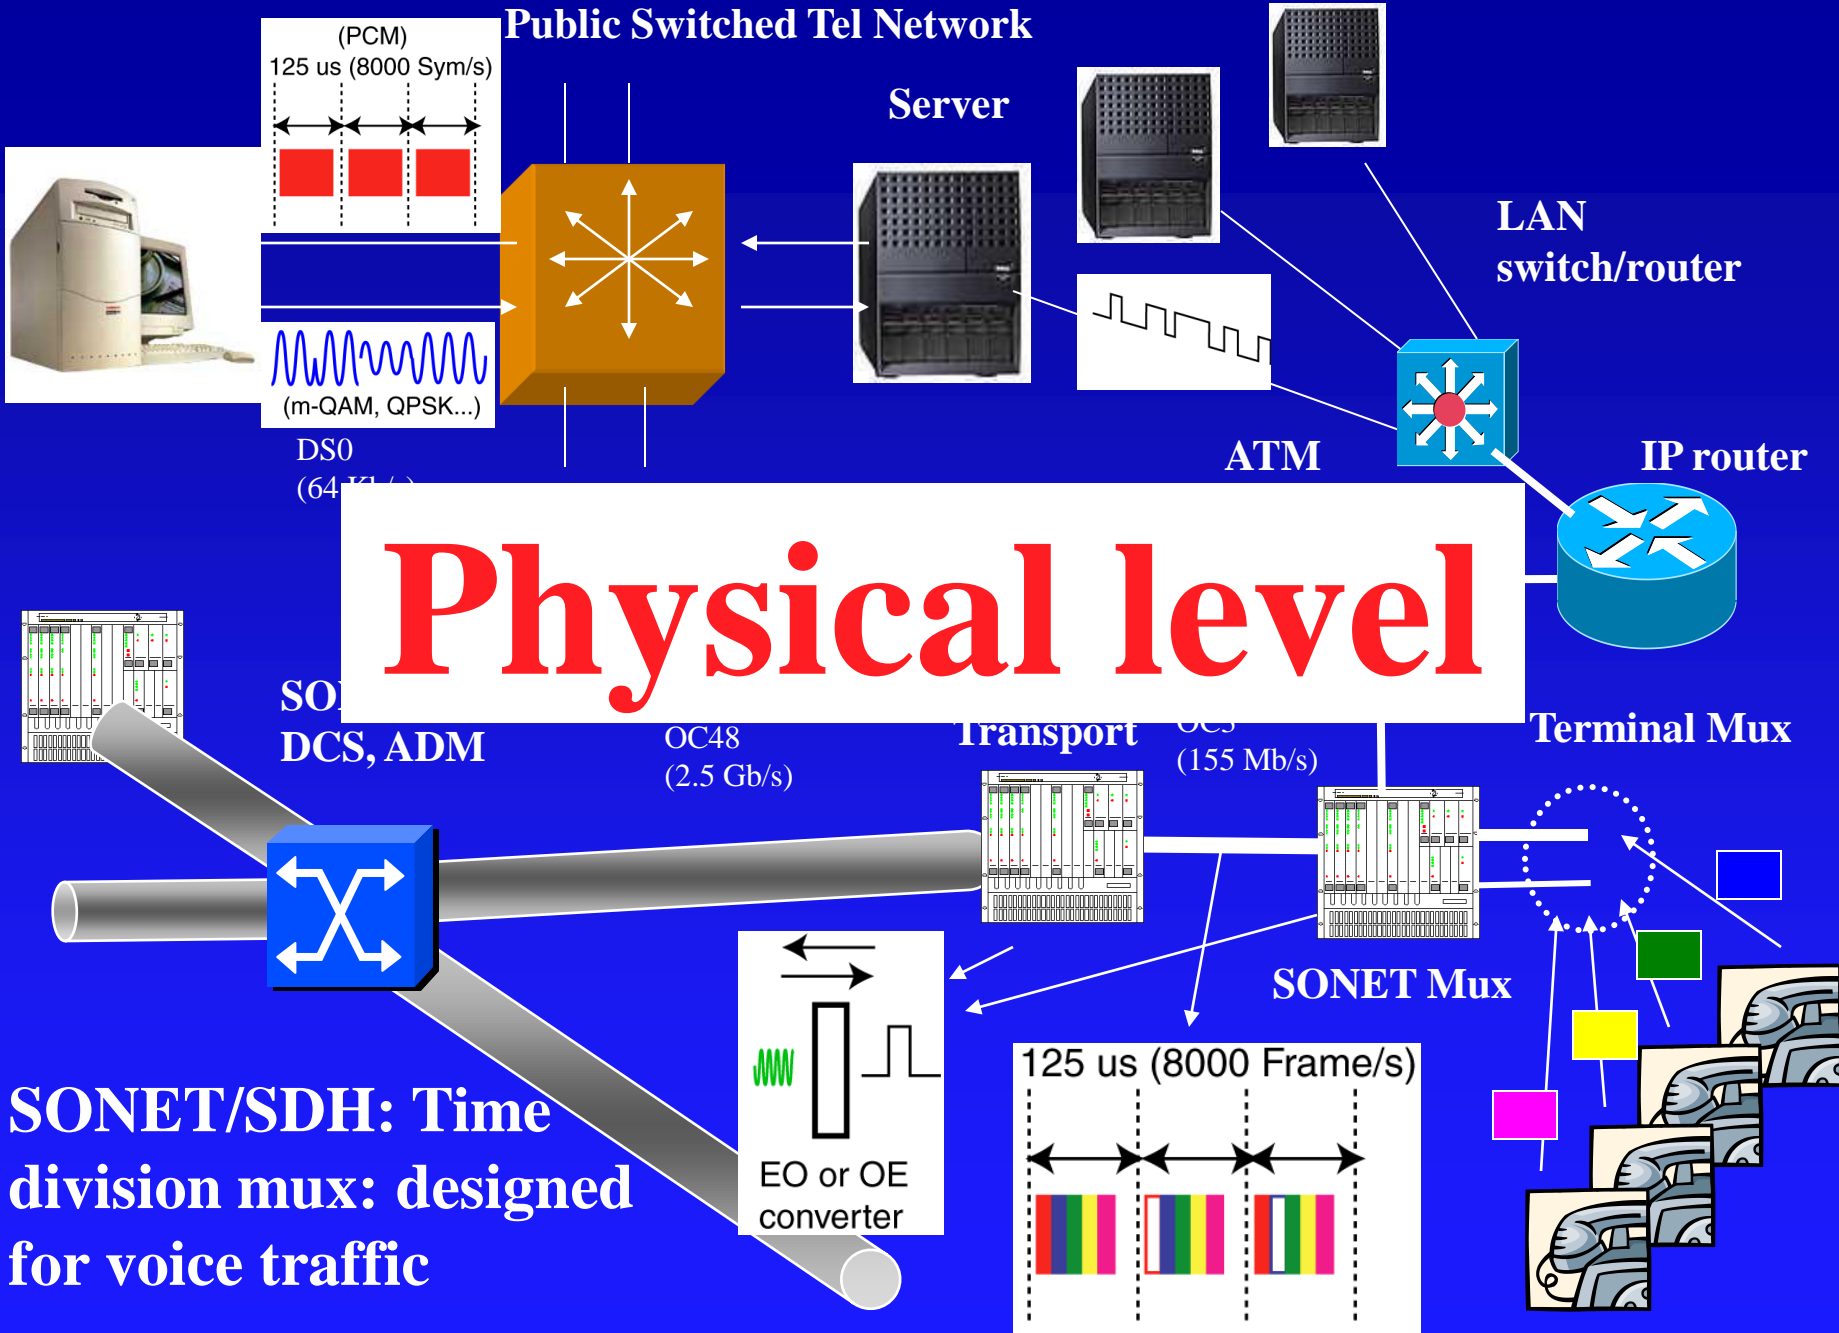 Public Switched Tel Network
(PCM)
125 us (8000 Sym/s)
Server
LAN
switch/router
(m-QAM, QPSK...)
DS0
(64
ATM
IP router
Physical level
DCS, ADM
OC48
(2.5 Gb/s)
Transport
(155 Mb/s)
Terminal Mux
SONET Mux
125 us (8000 Frame/s)
EO or OE
converter
SONET/SDH: Time
division mux: designed
for voice traffic